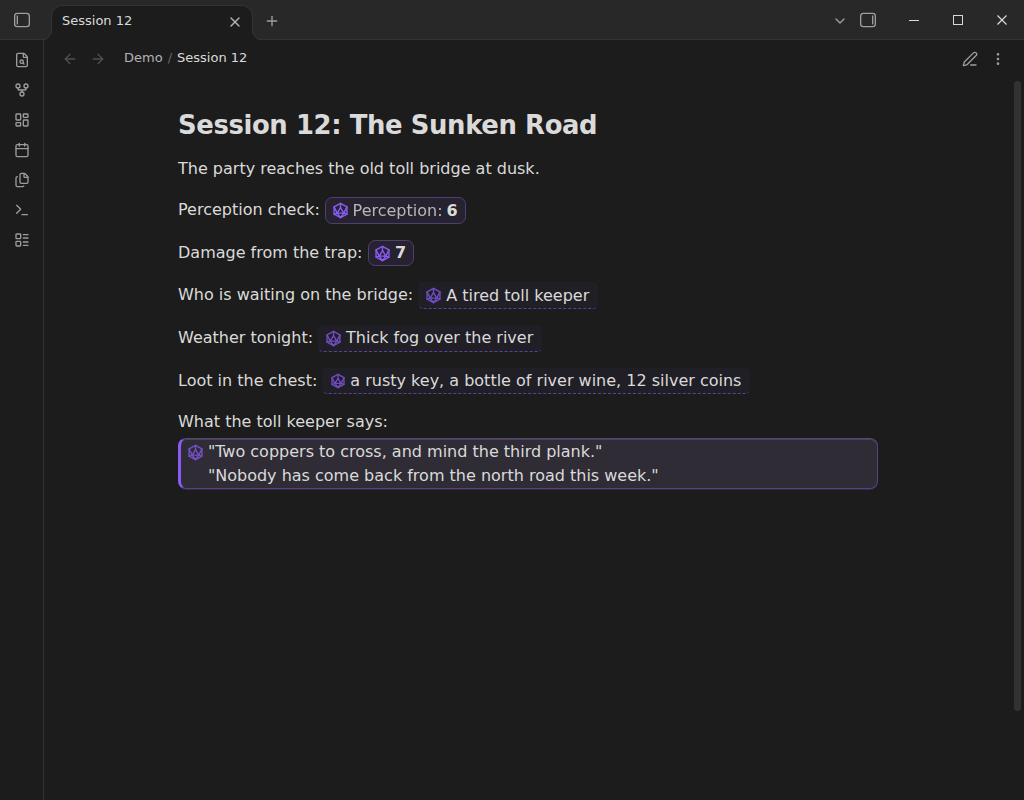 Session 12
Demo / Session 12
Session 12: The Sunken Road
The party reaches the old toll bridge at dusk.
Perception check: Perception: 6
Damage from the trap: 7
Who is waiting on the bridge: A tired toll keeper
Weather tonight: Thick fog over the river
Loot in the chest: a rusty key, a bottle of river wine, 12 silver coins
What the toll keeper says:
"Two coppers to cross, and mind the third plank."
"Nobody has come back from the north road this week."